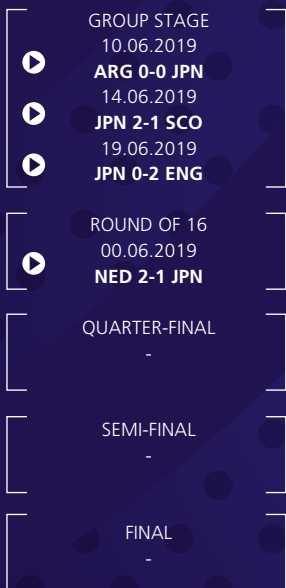 GROUP STAGE
10.06.2019
ARG 0-0 JPN
14.06.2019
JPN 2-1 SCO
19.06.2019
JPN 0-2 ENG
ROUND OF 16
00.06.2019
NED 2-1 JPN
QUARTER-FINAL
-
SEMI-FINAL
-
FINAL
-